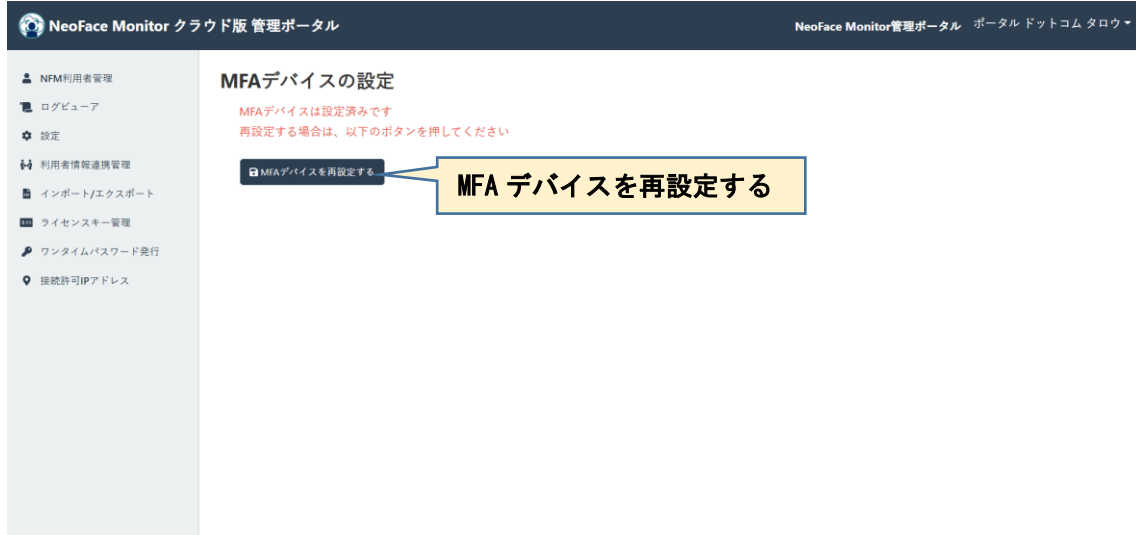 NeoFace Monitor クラウド版 管理ポータル
NeoFace Monitor管理ポータル ポータル ドットコム タロウ
NFM利用者管理
ログビューア
設定
利用者情報連携管理
インポート/エクスポート
ライセンスキー管理
ワンタイムパスワード発行
接続許可IPアドレス
MFAデバイスの設定
MFAデバイスは設定済みです
再設定する場合は、以下のボタンを押してください
MFAデバイスを再設定する
MFA デバイスを再設定する